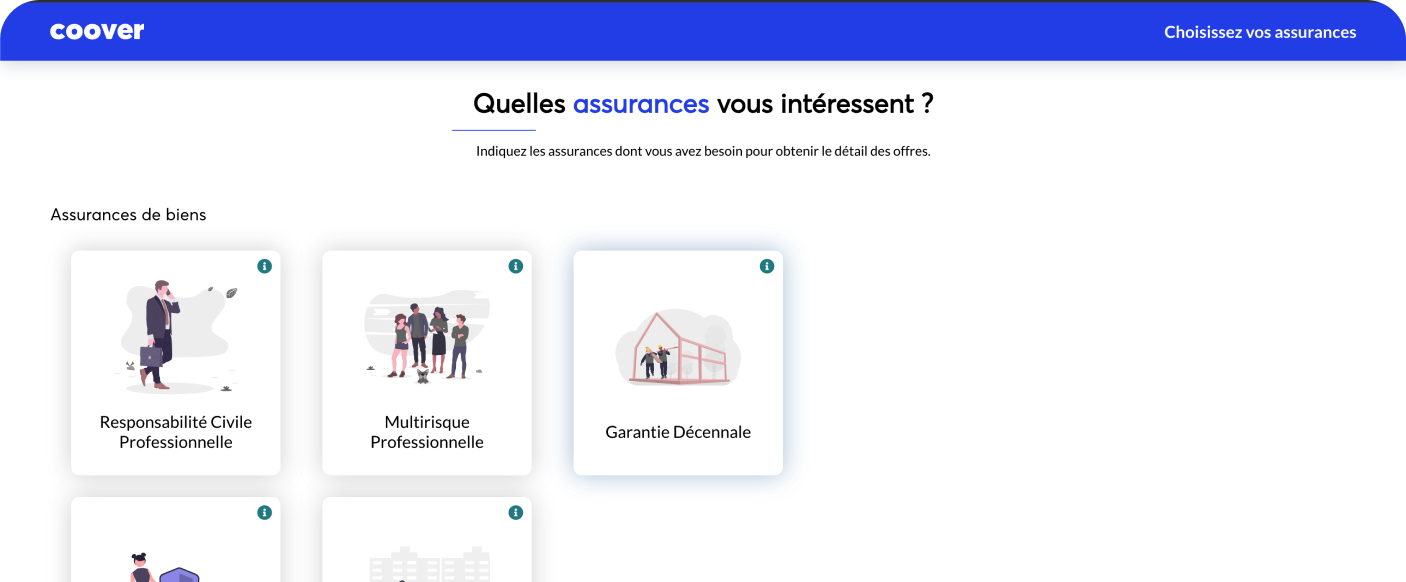 coover
Choisissez vos assurances
Quelles assurances vous intéressent ?
Indiquez les assurances dont vous avez besoin pour obtenir le détail des offres.
Assurances de biens
Responsabilité Civile
Professionnelle
Multirisque
Professionnelle
Garantie Décennale